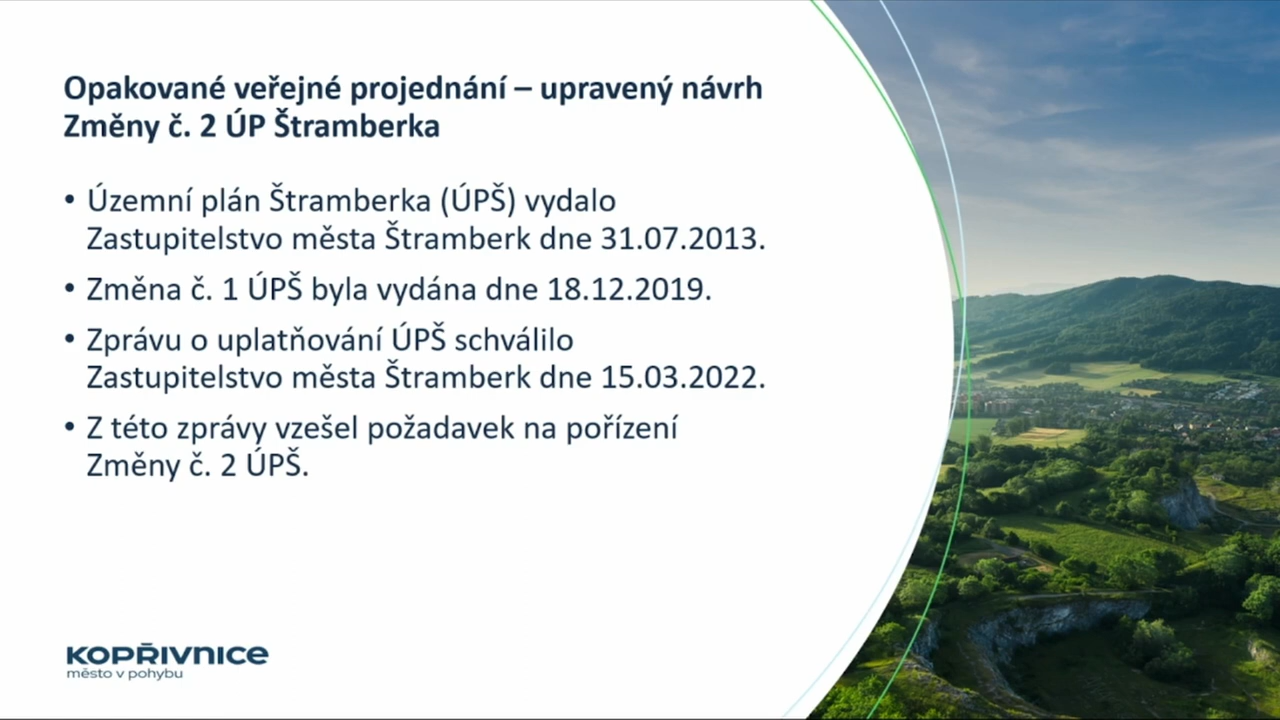 Opakované veřejné projednání – upravený návrh
Změny č. 2 ÚP Štramberka
• Územní plán Štramberka (ÚPŠ) vydalo
Zastupitelstvo města Štramberk dne 31.07.2013.
• Změna č. 1 ÚPŠ byla vydána dne 18.12.2019.
• Zprávu o uplatňování ÚPŠ schválilo
Zastupitelstvo města Štramberk dne 15.03.2022.
• Z této zprávy vzešel požadavek na pořízení
Změny č. 2 ÚPŠ.
KOPŘIVNICE
město v pohybu